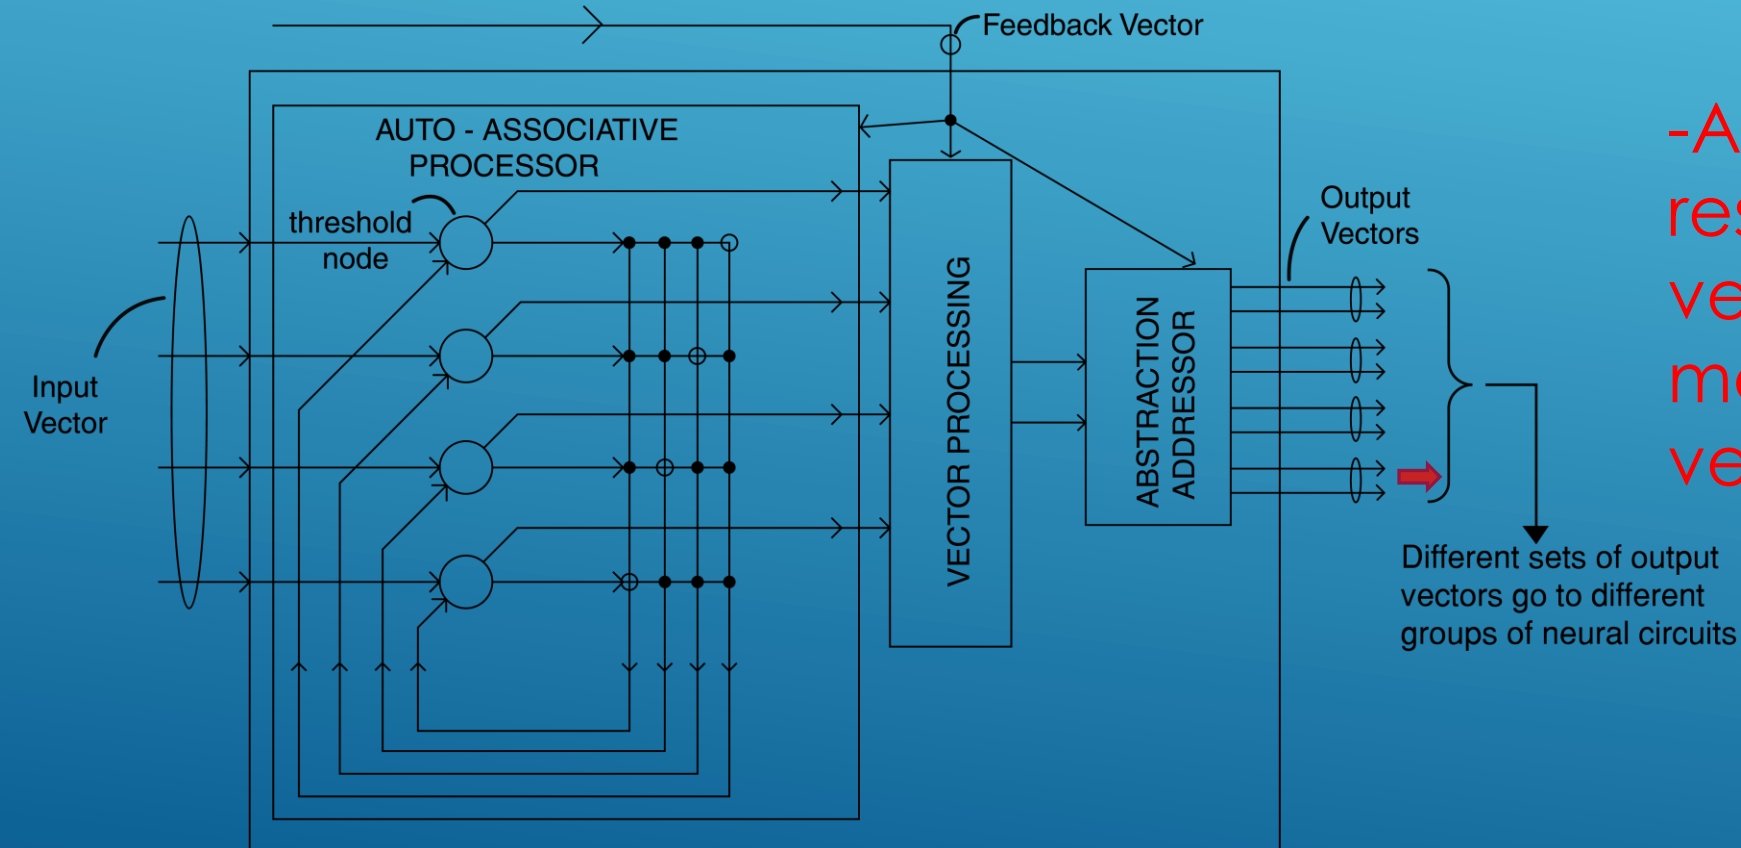 Feedback Vector
AUTO - ASSOCIATIVE
PROCESSOR
threshold
node
Input
Vector
VECTOR PROCESSING
ABSTRACTION
ADDRESSOR
Output
Vectors
Different sets of output
vectors go to different
groups of neural circuits